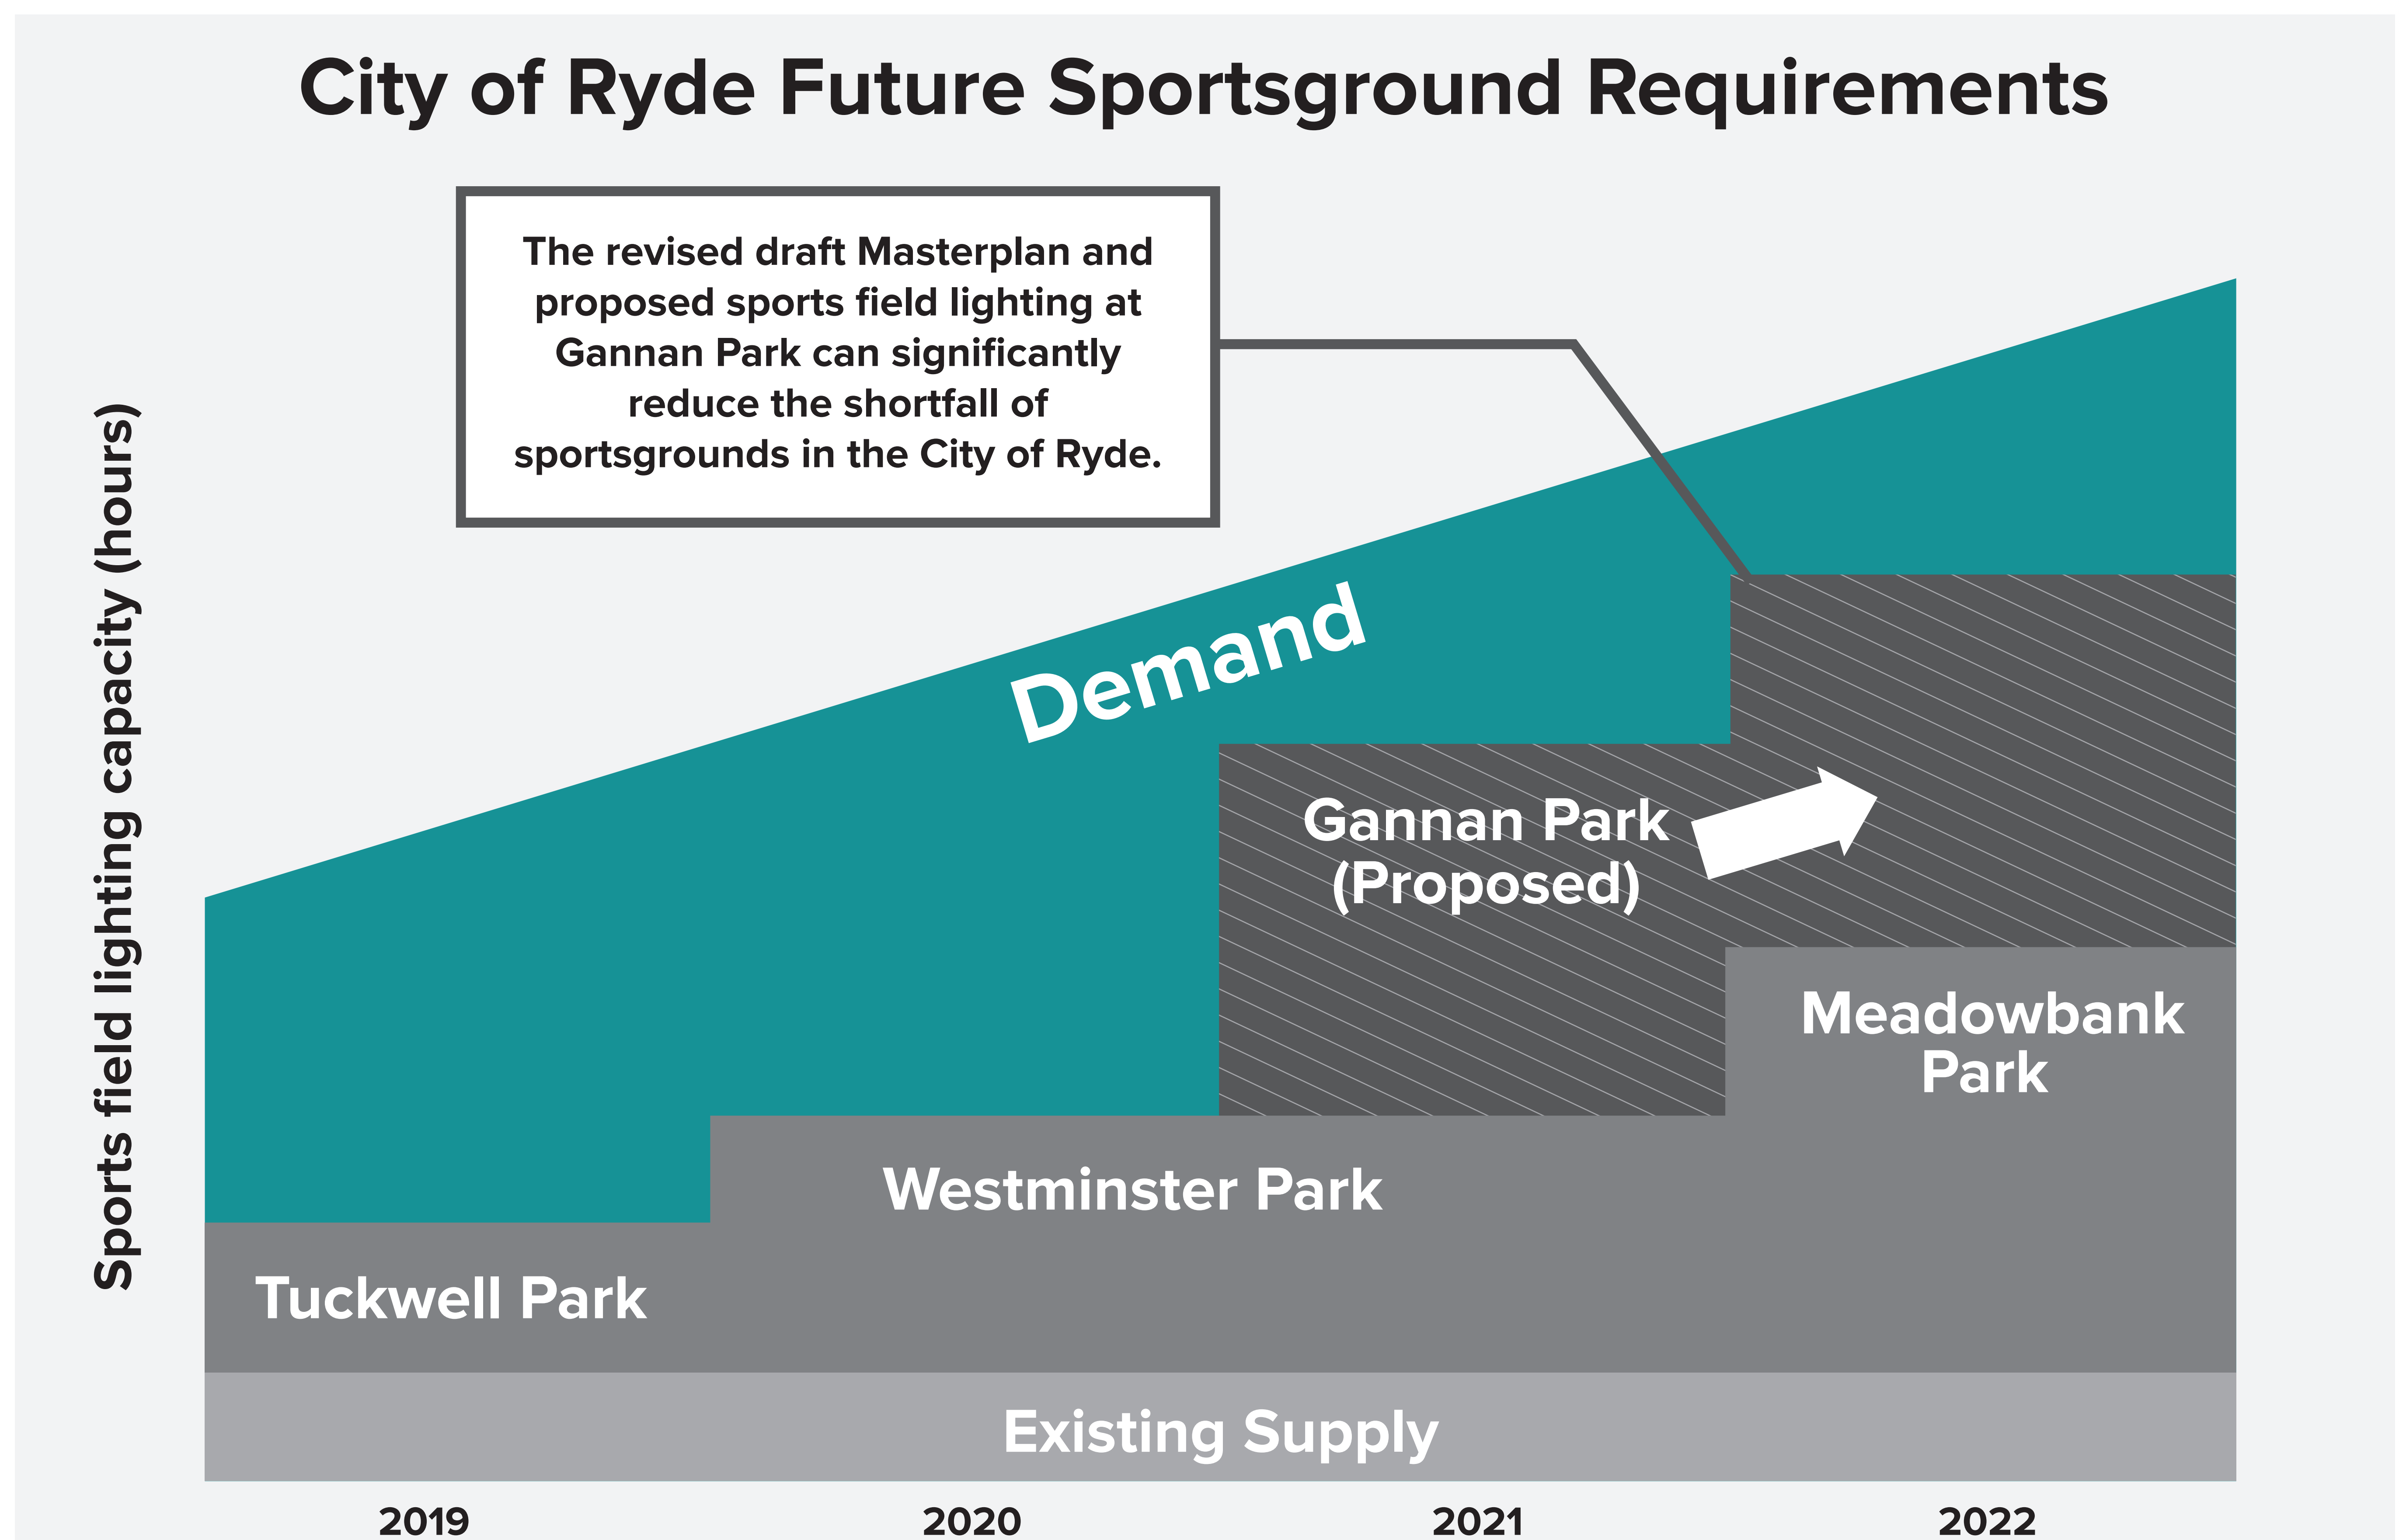 City of Ryde Future Sportsground Requirements
The revised draft Masterplan and
proposed sports field lighting at
Gannan Park can significantly
reduce the shortfall of
sportsgrounds in the City of Ryde.
Sports field lighting capacity (hours)
Demand
Gannan Park
(Proposed)
Meadowbank
Park
Westminster Park
Tuckwell Park
Existing Supply
2019
2020
2021
2022